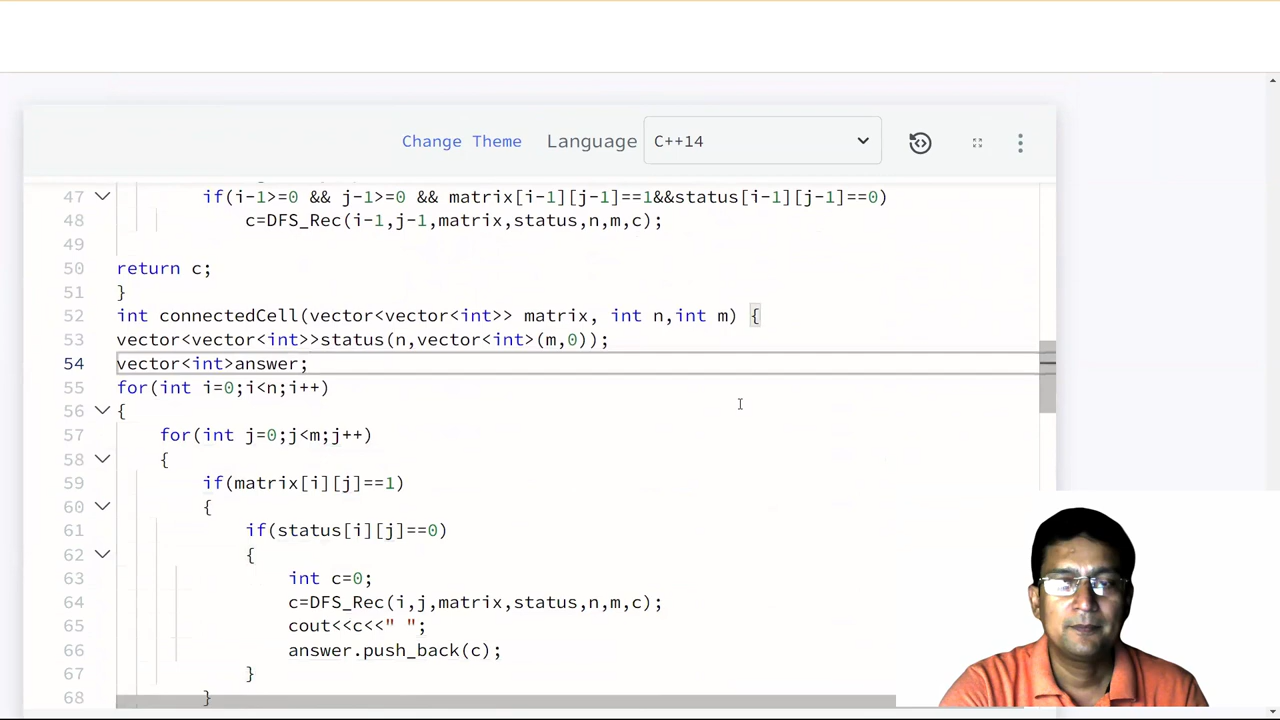 Change Theme Language C++14
47 if(i-1>=0 && j-1>=0 && matrix[i-1][j-1]==1&&status[i-1][j-1]==0)
48 c=DFS_Rec(i-1,j-1,matrix,status,n,m,c);
49
50 return c;
51 }
52 int connectedCell(vector<vector<int>> matrix, int n,int m) {
53 vector<vector<int>>status(n,vector<int>(m,0));
54 vector<int>answer;
55 for(int i=0;i<n;i++)
56 {
57 for(int j=0;j<m;j++)
58 {
59 if(matrix[i][j]==1)
60 {
61 if(status[i][j]==0)
62 {
63 int c=0;
64 c=DFS_Rec(i,j,matrix,status,n,m,c);
65 cout<<c<<" ";
66 answer.push_back(c);
67 }
68 }